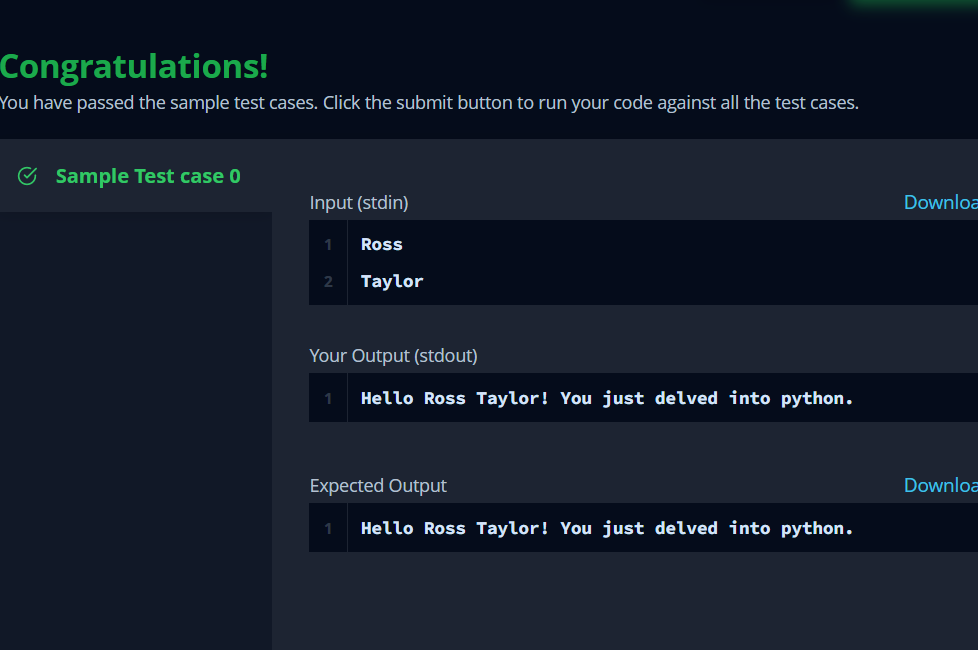 Congratulations!
You have passed the sample test cases. Click the submit button to run your code against all the test cases.
Sample Test case 0
Input (stdin)
Downloa
1 Ross
2 Taylor
Your Output (stdout)
1 Hello Ross Taylor! You just delved into python.
Expected Output
Downloa
1 Hello Ross Taylor! You just delved into python.